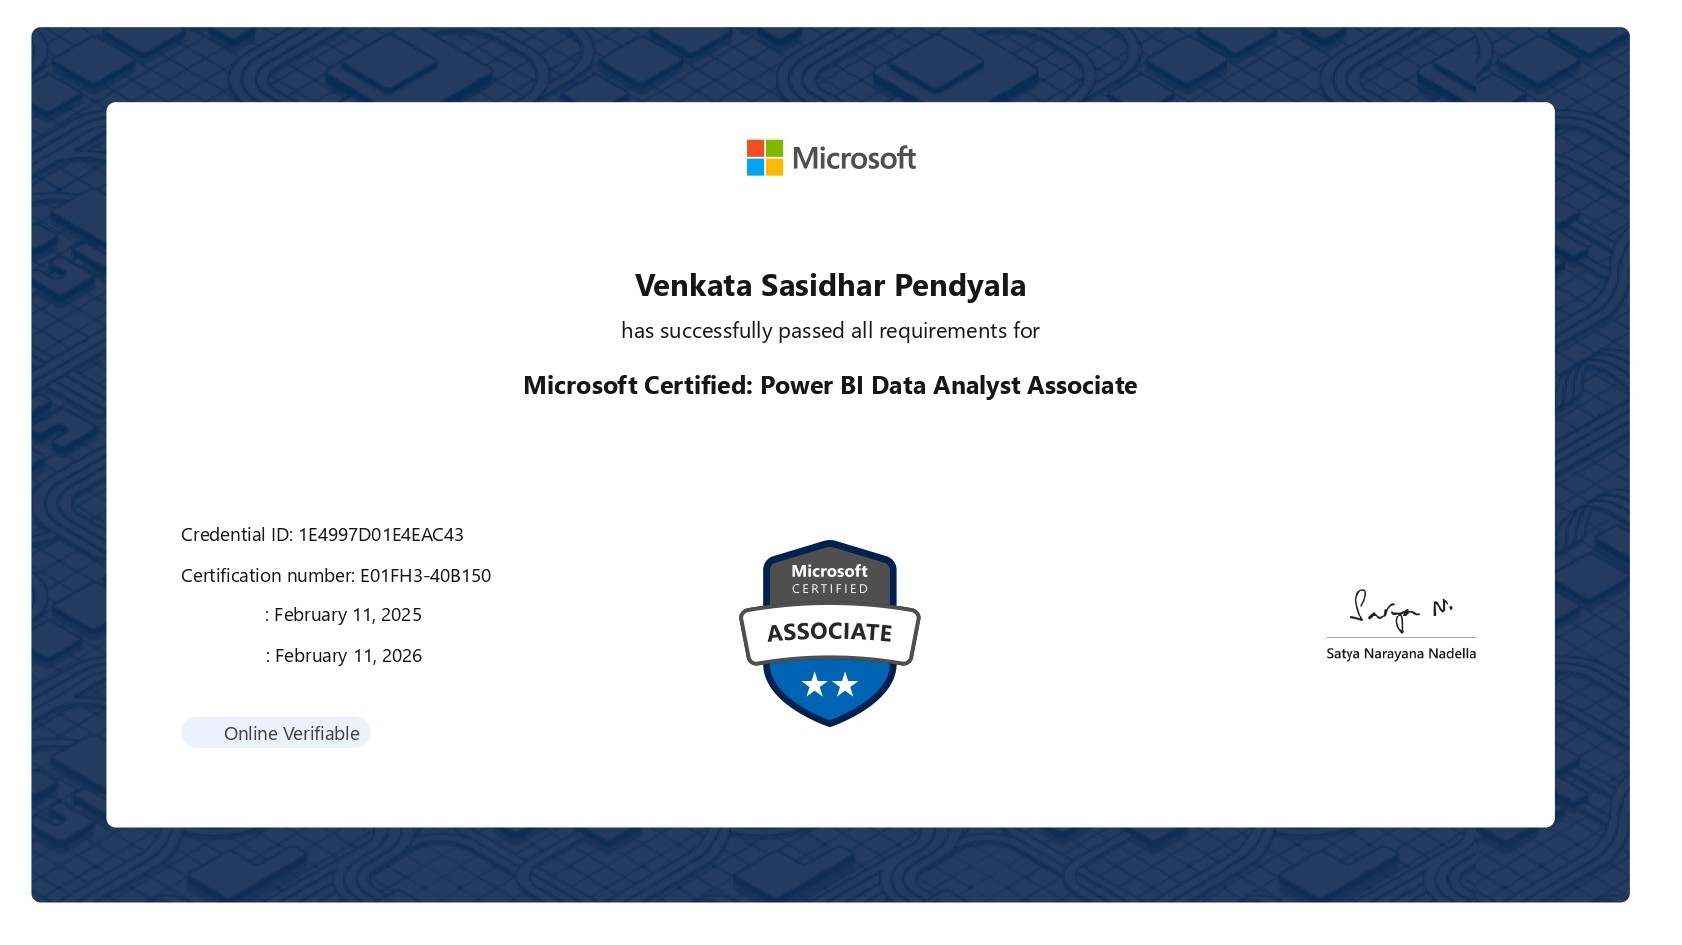 Microsoft
Venkata Sasidhar Pendyala
has successfully passed all requirements for
Microsoft Certified: Power BI Data Analyst Associate
Credential ID: 1E4997D01E4EAC43
Certification number: E01FH3-40B150
: February 11, 2025
: February 11, 2026
Online Verifiable
Microsoft
CERTIFIED
ASSOCIATE
Satya N.
Satya Narayana Nadella